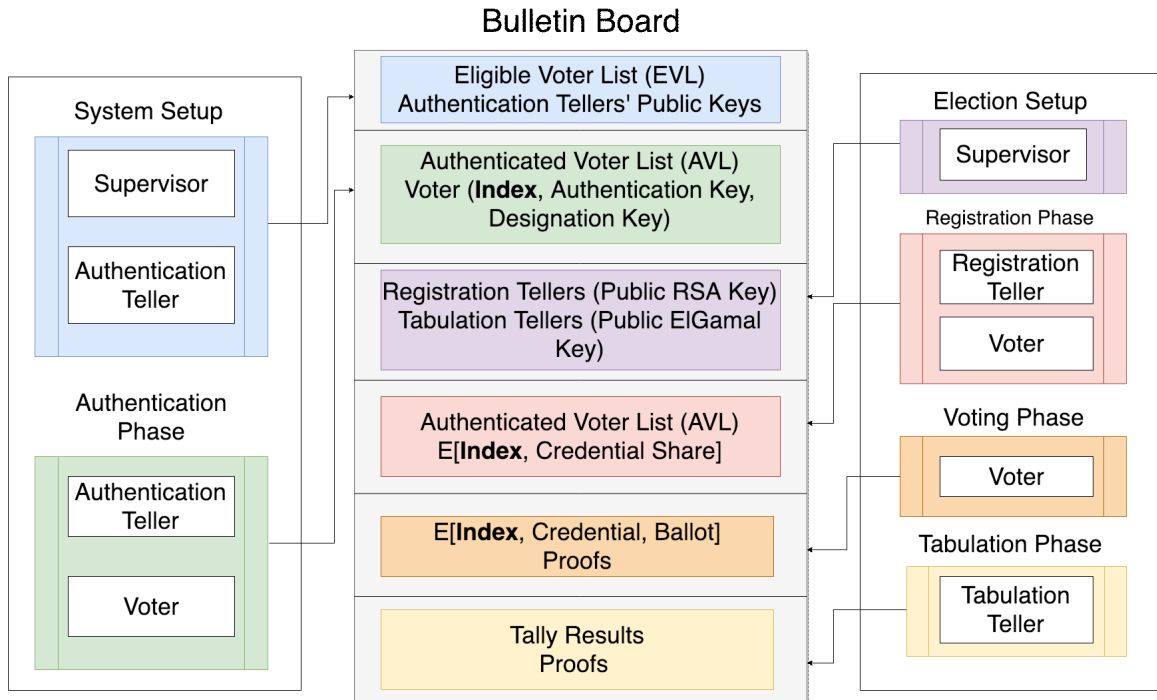 Bulletin Board
System Setup
Supervisor
Authentication
Teller
Authentication
Phase
Authentication
Teller
Voter
Eligible Voter List (EVL)
Authentication Tellers' Public Keys
Authenticated Voter List (AVL)
Voter (Index, Authentication Key,
Designation Key)
Registration Tellers (Public RSA Key)
Tabulation Tellers (Public ElGamal
Key)
Authenticated Voter List (AVL)
E[Index, Credential Share]
E[Index, Credential, Ballot]
Proofs
Tally Results
Proofs
Election Setup
Supervisor
Registration Phase
Registration
Teller
Voter
Voting Phase
Voter
Tabulation Phase
Tabulation
Teller